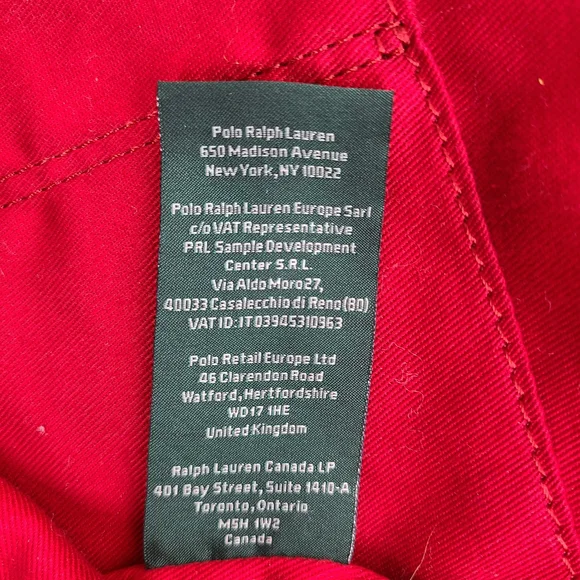 Polo Ralph Lauren
650 Madison Avenue
New York, NY 10022
Polo Ralph Lauren Europe Sarl
c/o VAT Representative
PRL Sample Development
Center S.R.L.
Via Aldo Moro 27,
40033 Casalecchio di Reno (BO)
VAT ID: IT03945310963
Polo Retail Europe Ltd
46 Clarendon Road
Watford, Hertfordshire
WD17 1HE
United Kingdom
Ralph Lauren Canada LP
401 Bay Street, Suite 1410-A
Toronto, Ontario
M5H 1W2
Canada